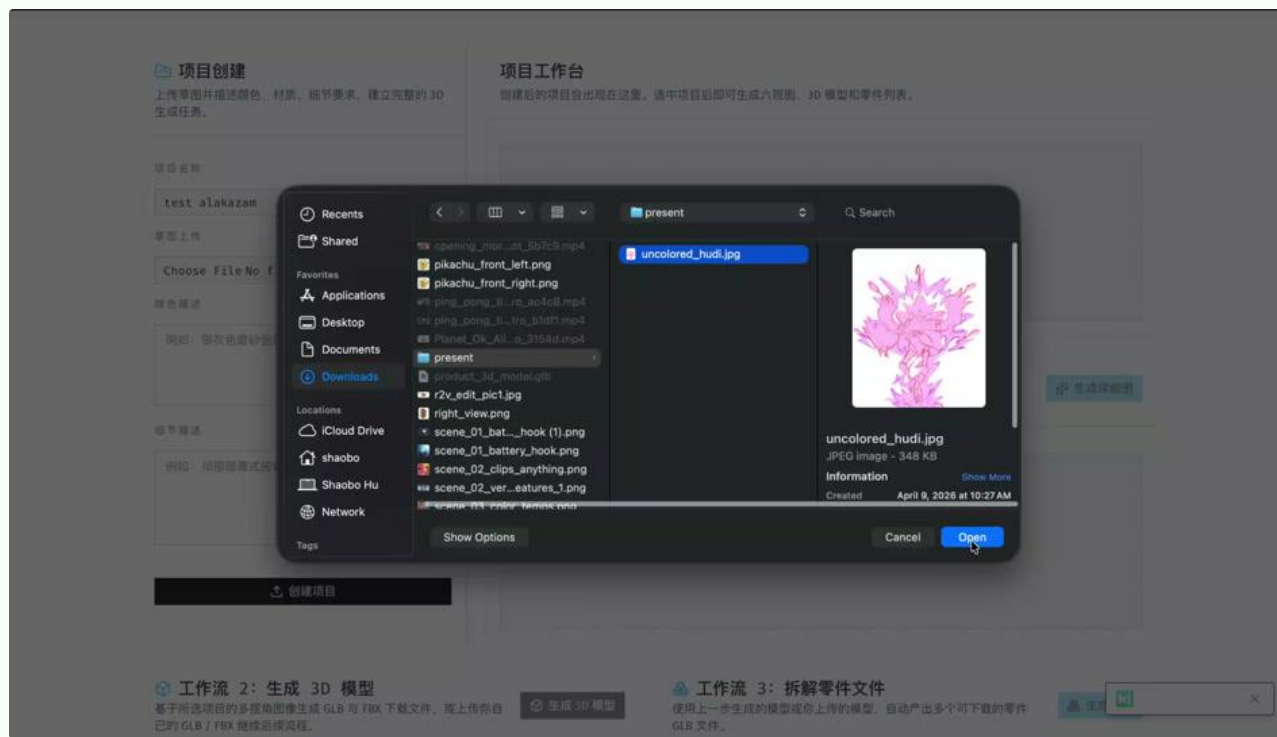 项目创建
上传草图并描述颜色、材质、细节要求，建立完整的 3D
生成任务。
项目名称
test alakazam
草图上传
Choose File No f
颜色描述
细节描述
创建项目
项目工作台
创建后的项目会出现在这里。选中项目后即可生成六视图、3D 模型和零件列表。
Recents
Shared
Favorites
Applications
Desktop
Documents
Downloads
Locations
iCloud Drive
shaobo
Shaobo Hu
Network
Tags
present
Search
pikachu_front_left.png
pikachu_front_right.png
present
product_3d_model.glb
r2v_edit_pic1.jpg
right_view.png
scene_01_bat..._hook (1).png
scene_01_battery_hook.png
scene_02_clips_anything.png
scene_02_ver...eatures_1.png
scene_03_color_temps.png
uncolored_hudi.jpg
uncolored_hudi.jpg
JPEG image - 348 KB
Information
Show More
Created
April 9, 2026 at 10:27 AM
Show Options
Cancel
Open
工作流 2: 生成 3D 模型
基于所选项目的多视角图像生成 GLB 与 FBX 下载文件，或上传你自
己的 GLB / FBX 继续后续流程。
生成 3D 模型
工作流 3: 拆解零件文件
使用上一步生成的模型或你上传的模型，自动产出多个可下载的零件
GLB 文件。